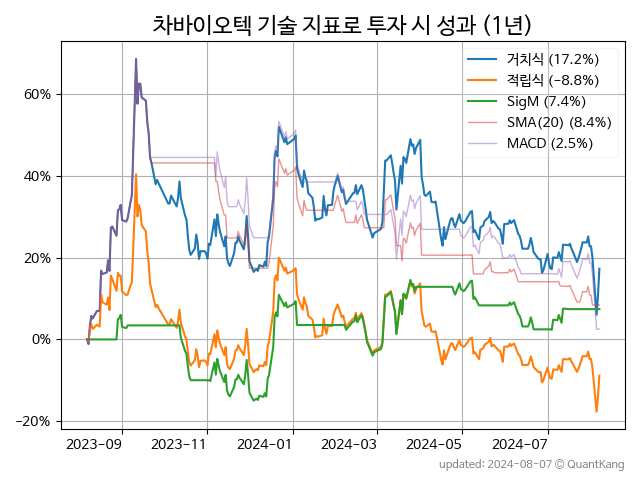 차바이오텍 기술 지표로 투자 시 성과 (1년)
거치식 (17.2%)
적립식 (−8.8%)
SigM (7.4%)
SMA(20) (8.4%)
MACD (2.5%)
60%
40%
20%
0%
−20%
2023-09 2023-11 2024-01 2024-03 2024-05 2024-07
updated: 2024-08-07 © QuantKang